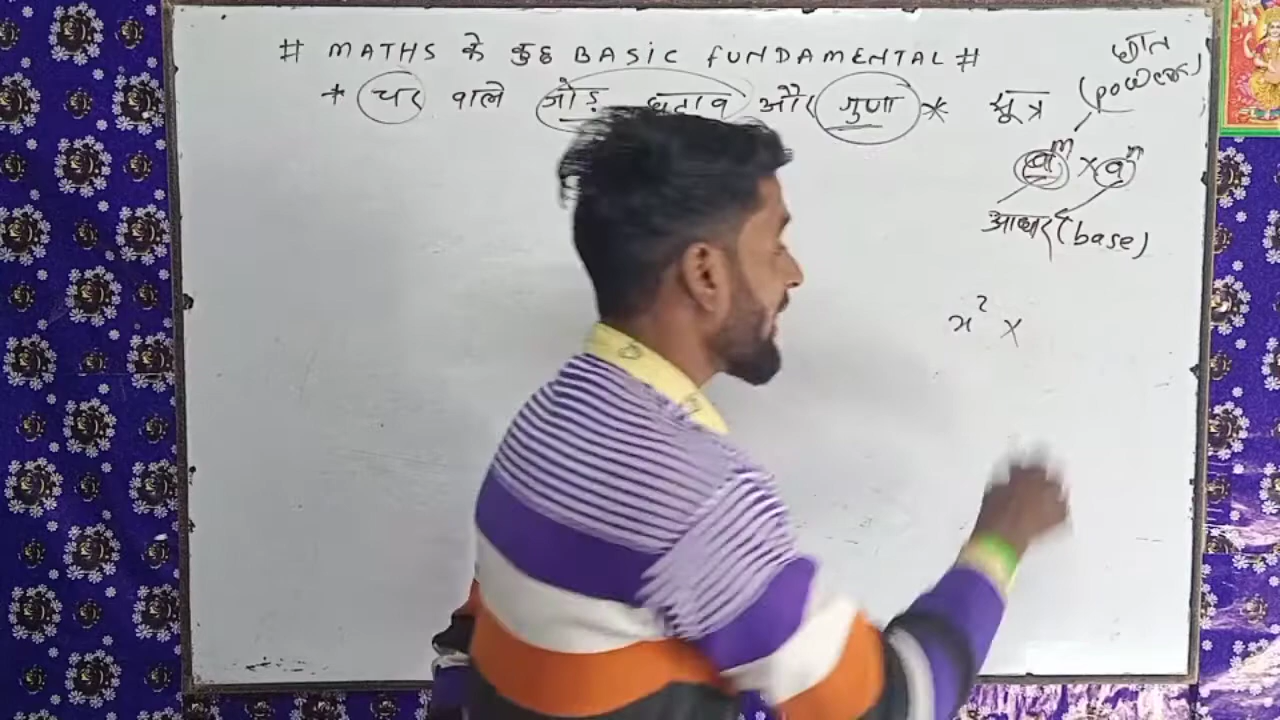 # MATHS के कुछ BASIC FUNDAMENTAL #
* चर वाले जोड़ घटाव और गुणा * सूत्र
घात
(power)
a^m × a^n
आधार (base)
x² ×